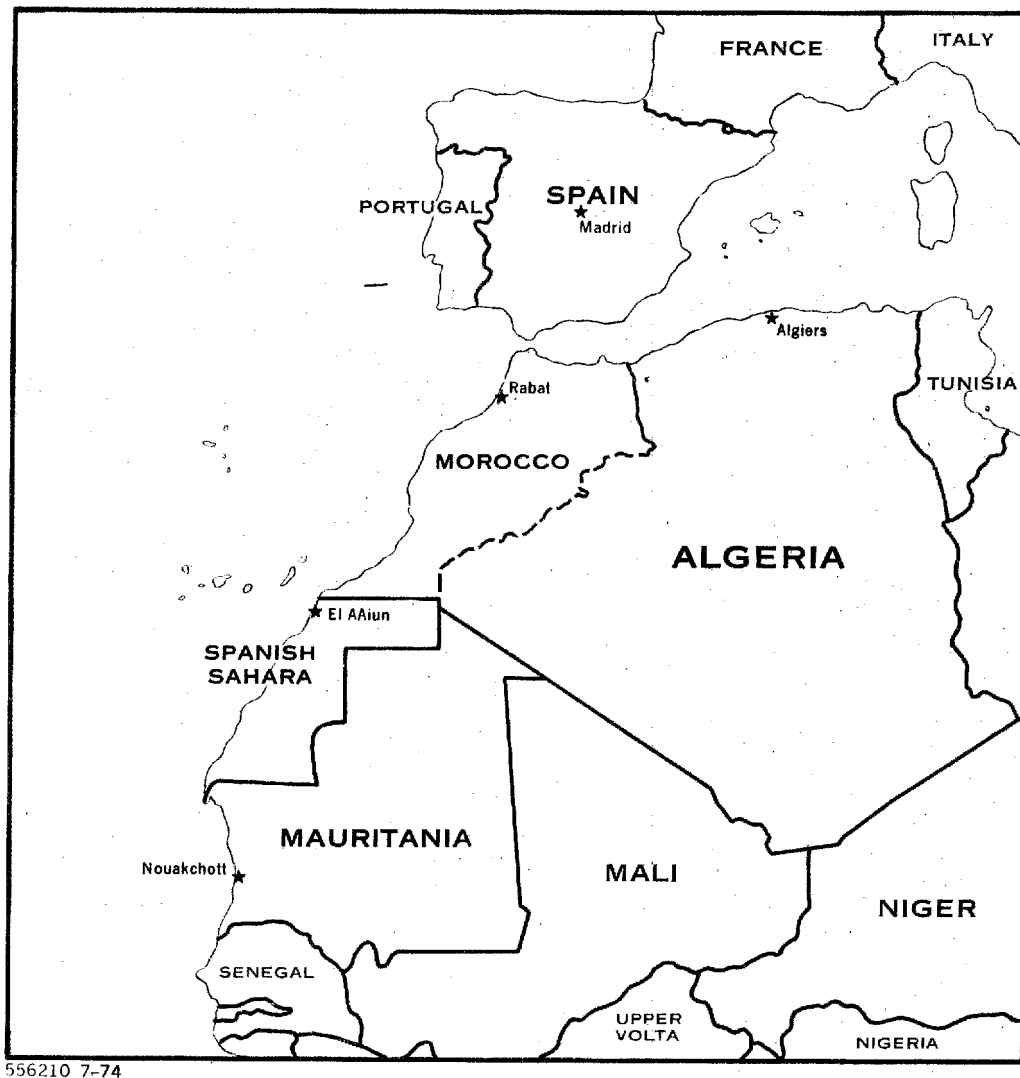 FRANCE
ITALY
SPAIN
Madrid
PORTUGAL
Algiers
Rabat
TUNISIA
MOROCCO
ALGERIA
El AAiun
SPANISH
SAHARA
MAURITANIA
Nouakchott
MALI
NIGER
SENEGAL
UPPER
VOLTA
NIGERIA
556210 7-74